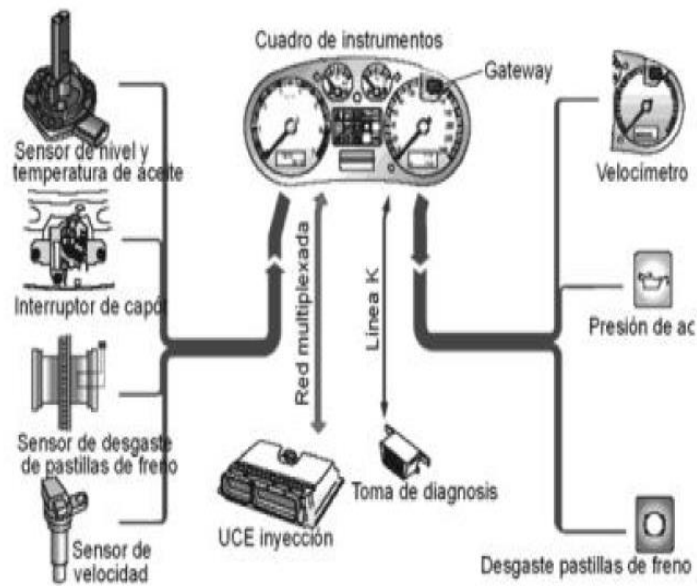 Cuadro de instrumentos
Gateway
Sensor de nivel y
temperatura de aceite
Velocímetro
Interruptor de capó
Presión de ac
Red multiplexada
Línea K
Sensor de desgaste
de pastillas de freno
Toma de diagnosis
UCE inyección
Sensor de
velocidad
Desgaste pastillas de freno